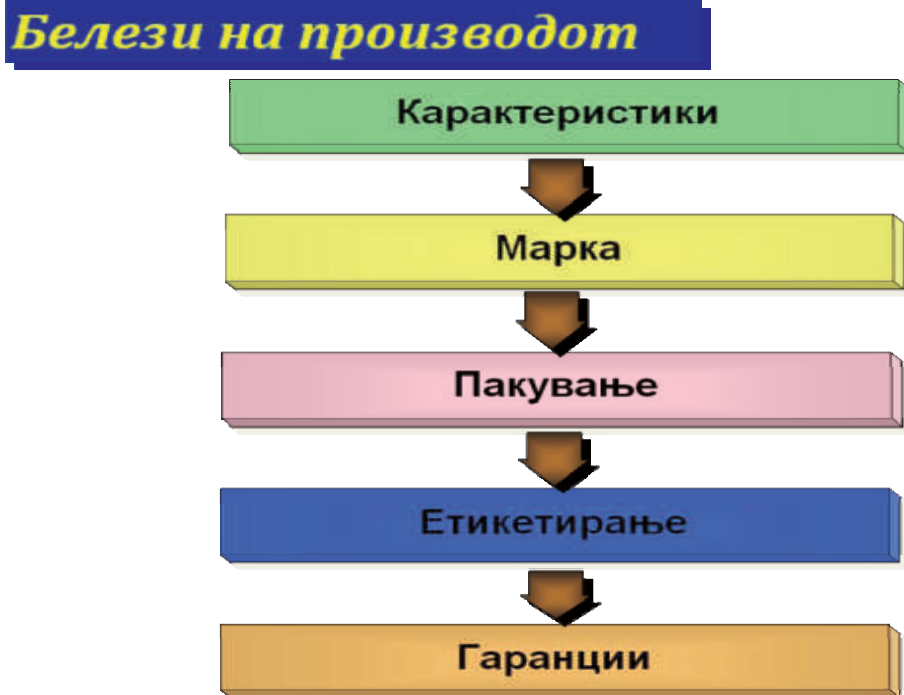 Белези на производот
Карактеристики
Марка
Пакување
Етикетирање
Гаранции